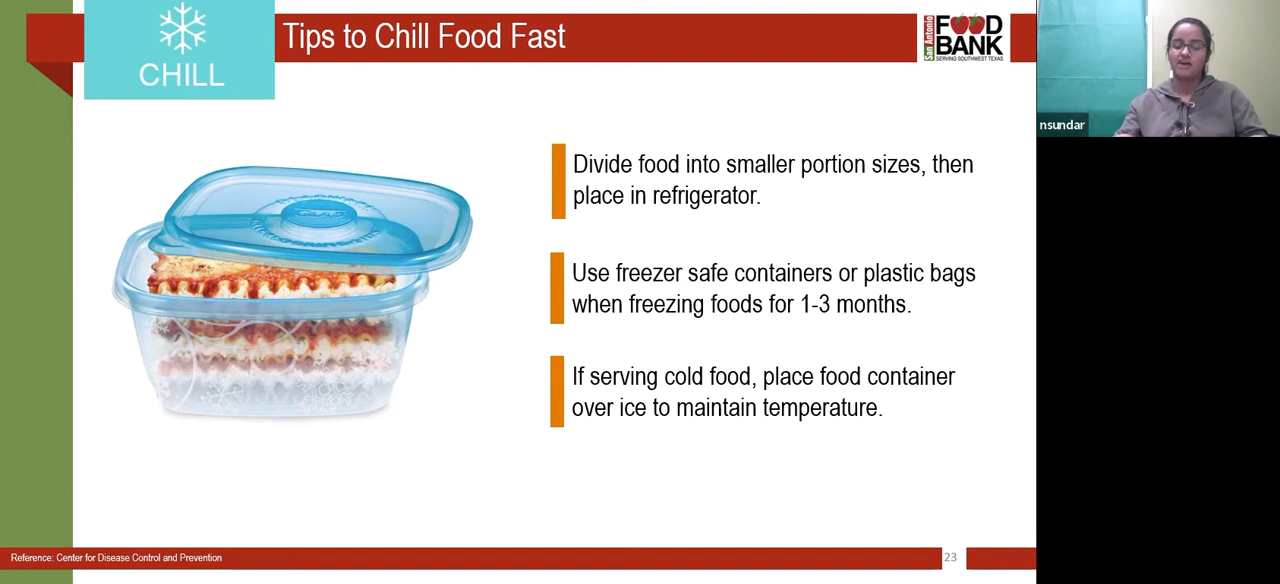 CHILL
Tips to Chill Food Fast
San Antonio
FOOD
BANK
SERVING SOUTHWEST TEXAS
nsundar
GLAD
Divide food into smaller portion sizes, then
place in refrigerator.
Use freezer safe containers or plastic bags
when freezing foods for 1-3 months.
If serving cold food, place food container
over ice to maintain temperature.
Reference: Center for Disease Control and Prevention
23